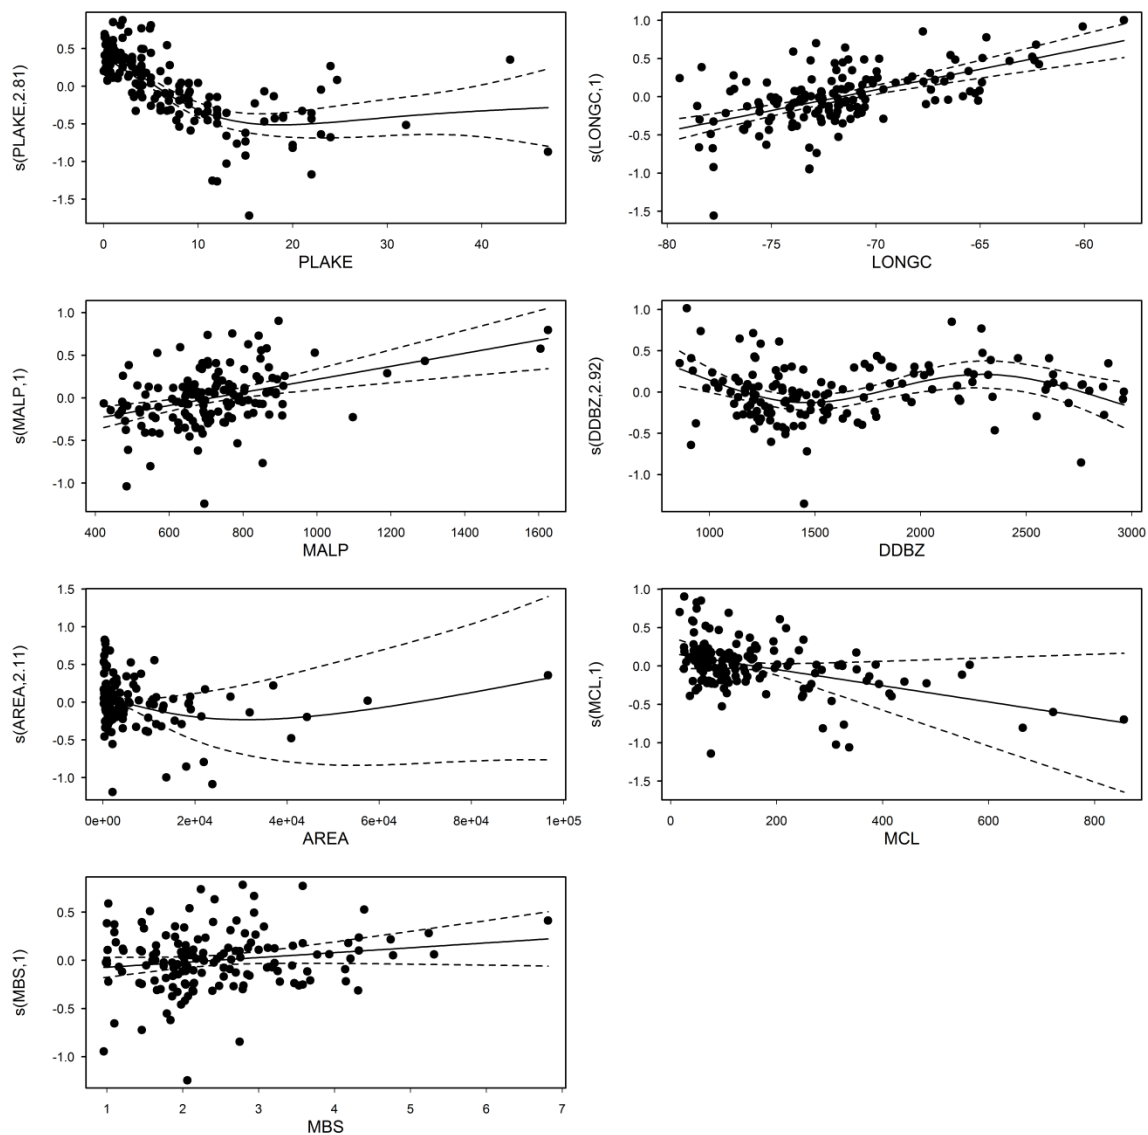 s(PLAKE,2.81)
0.5
0.0
-0.5
-1.0
-1.5
0 10 20 30 40
PLAKE
s(LONGC,1)
1.0
0.5
0.0
-0.5
-1.0
-1.5
-80 -75 -70 -65 -60
LONGC
s(MALP,1)
1.0
0.5
0.0
-0.5
-1.0
400 600 800 1000 1200 1400 1600
MALP
s(DDBZ,2.92)
1.0
0.5
0.0
-0.5
-1.0
1000 1500 2000 2500 3000
DDBZ
s(AREA,2.11)
1.5
1.0
0.5
0.0
-0.5
-1.0
0e+00 2e+04 4e+04 6e+04 8e+04 1e+05
AREA
s(MCL,1)
1.0
0.5
0.0
-0.5
-1.0
-1.5
0 200 400 600 800
MCL
s(MBS,1)
0.5
0.0
-0.5
-1.0
1 2 3 4 5 6 7
MBS